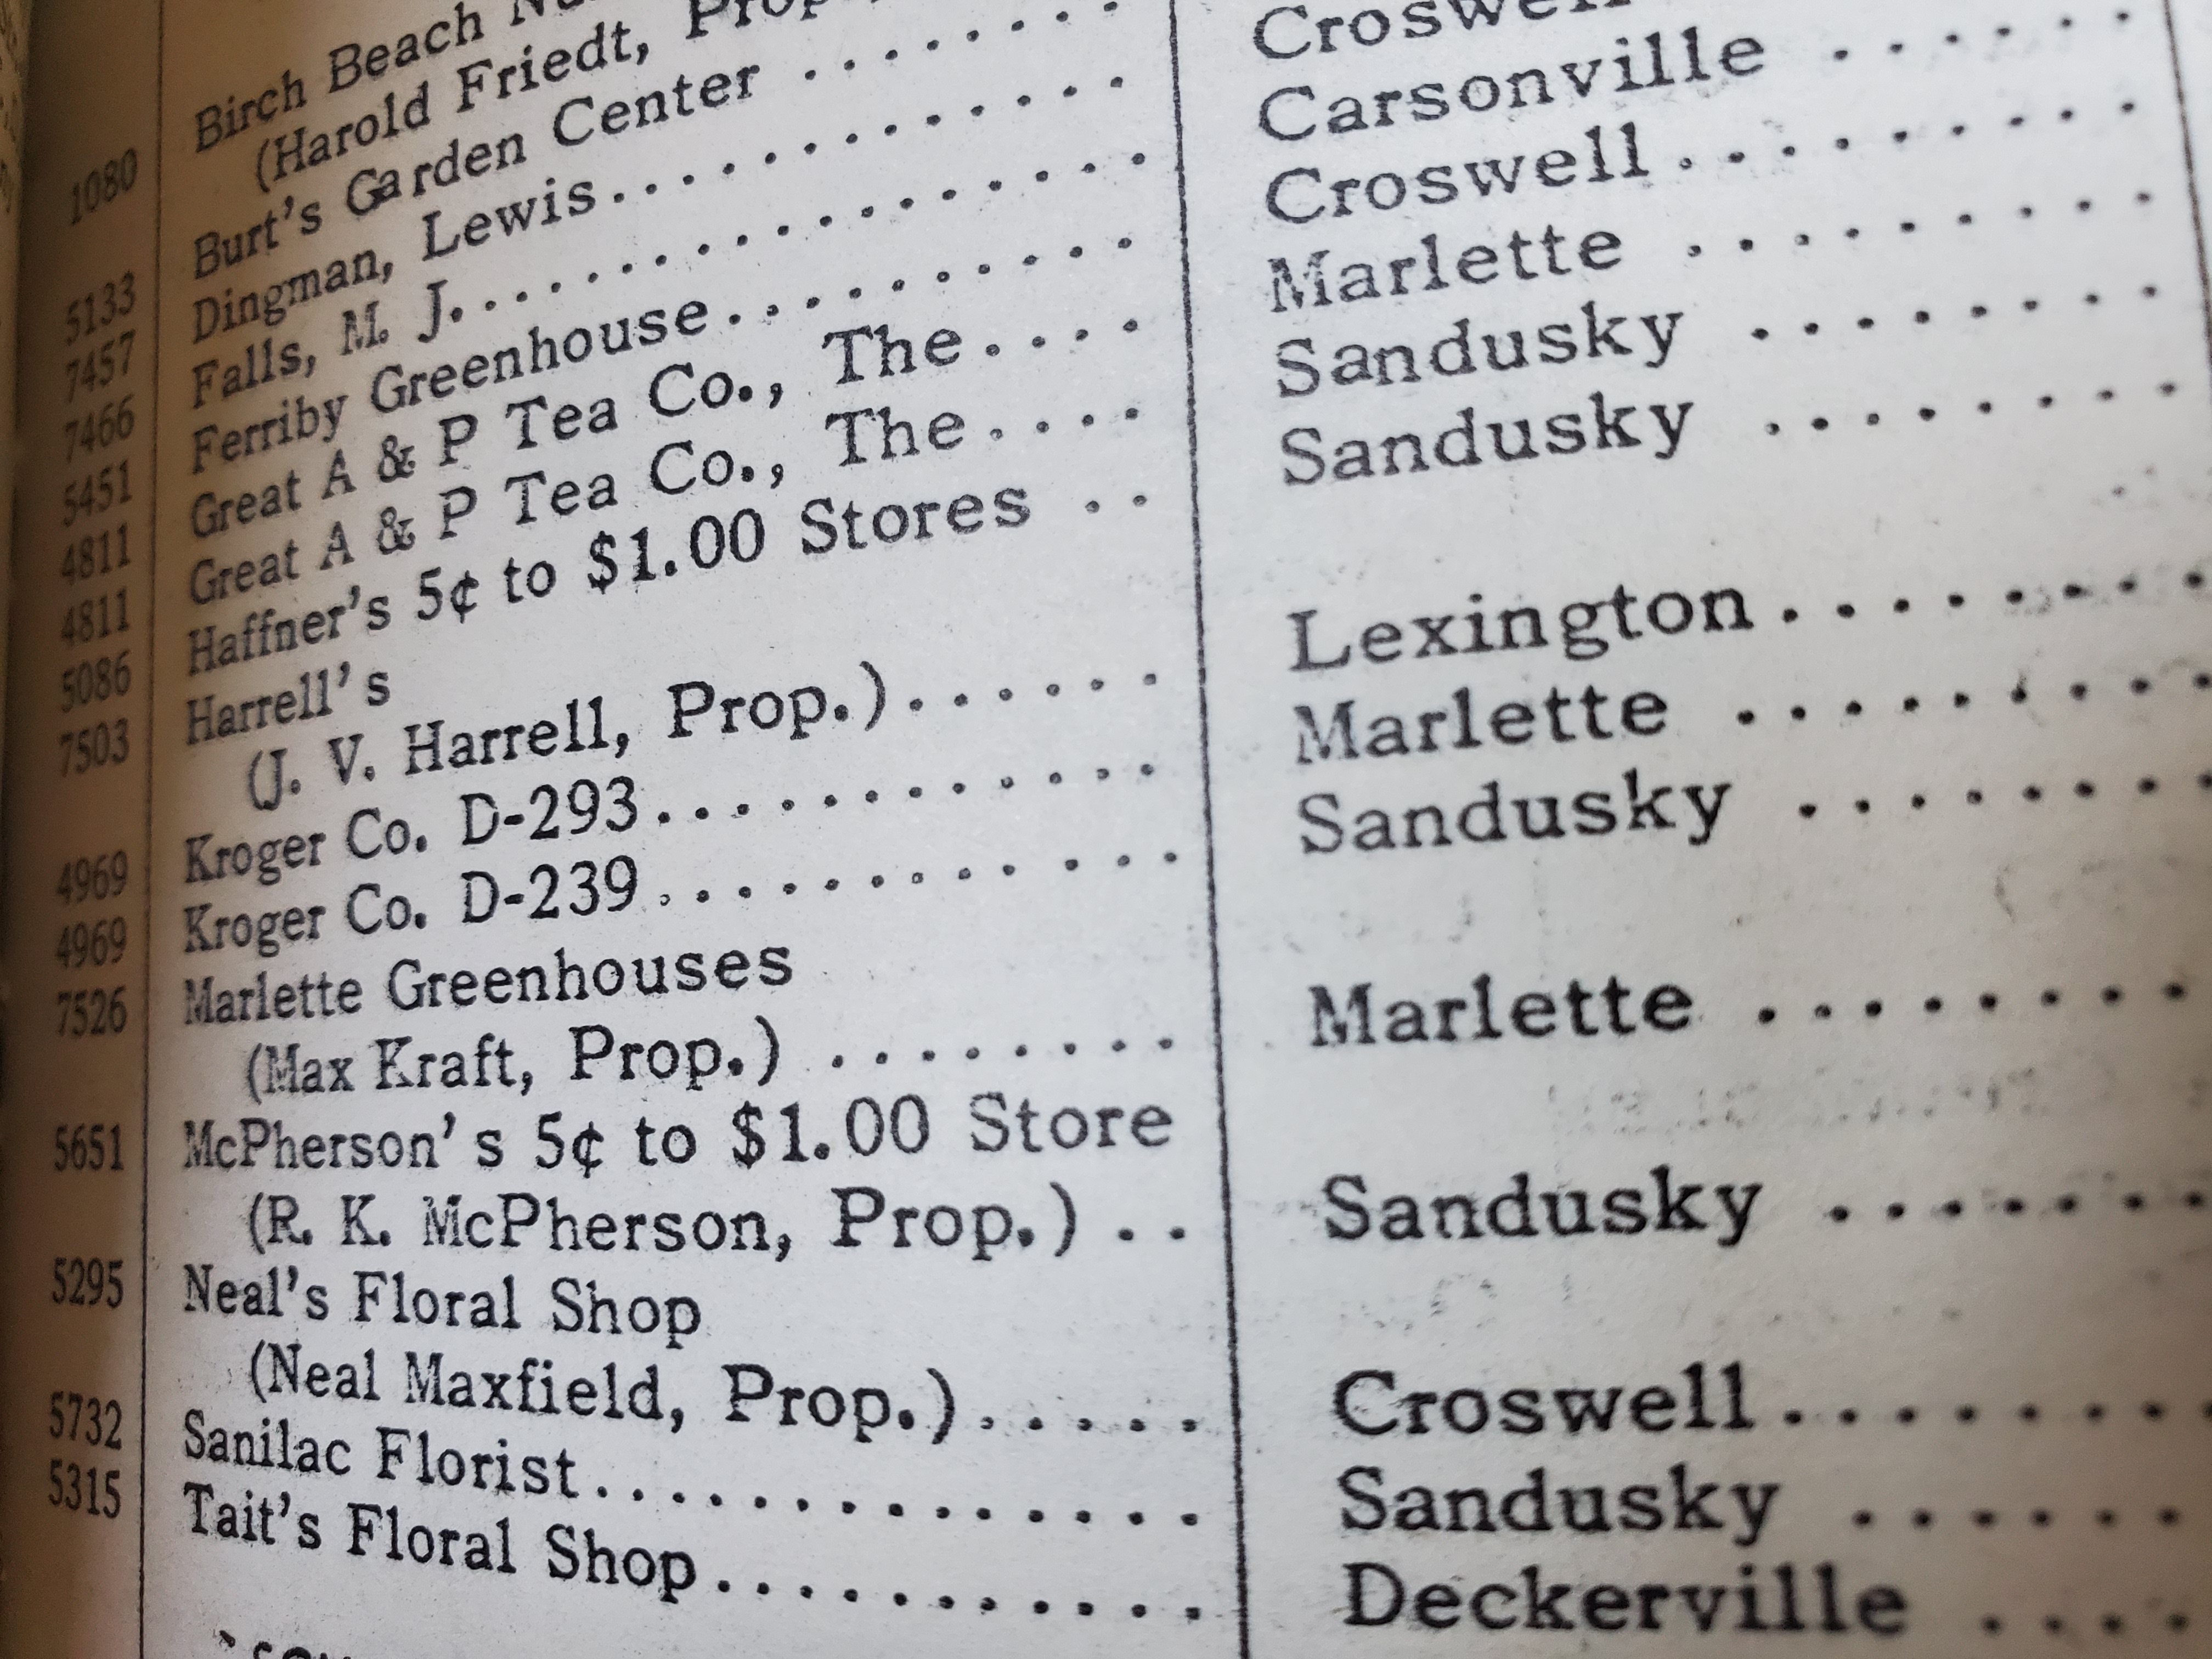 1080 Birch Beach
(Harold Friedt, Prop.
5133 Burt's Garden Center ........
7457 Dingman, Lewis............ Croswell
7466 Falls, M. J................ Carsonville ......
5451 Ferriby Greenhouse.......... Croswell.........
4811 Great A & P Tea Co., The.... Marlette .........
4811 Great A & P Tea Co., The.... Sandusky ........
5086 Haffner's 5¢ to $1.00 Stores .. Sandusky ........
7503 Harrell's
(J. V. Harrell, Prop.)...... Lexington........
4969 Kroger Co. D-293............ Marlette .........
4969 Kroger Co. D-239............ Sandusky ........
7526 Marlette Greenhouses
(Max Kraft, Prop.) ........ Marlette ........
5651 McPherson's 5¢ to $1.00 Store
(R. K. McPherson, Prop.) .. Sandusky .......
5295 Neal's Floral Shop
(Neal Maxfield, Prop.)..... Croswell........
5732 Sanilac Florist.............. Sandusky ......
5315 Tait's Floral Shop........... Deckerville ....